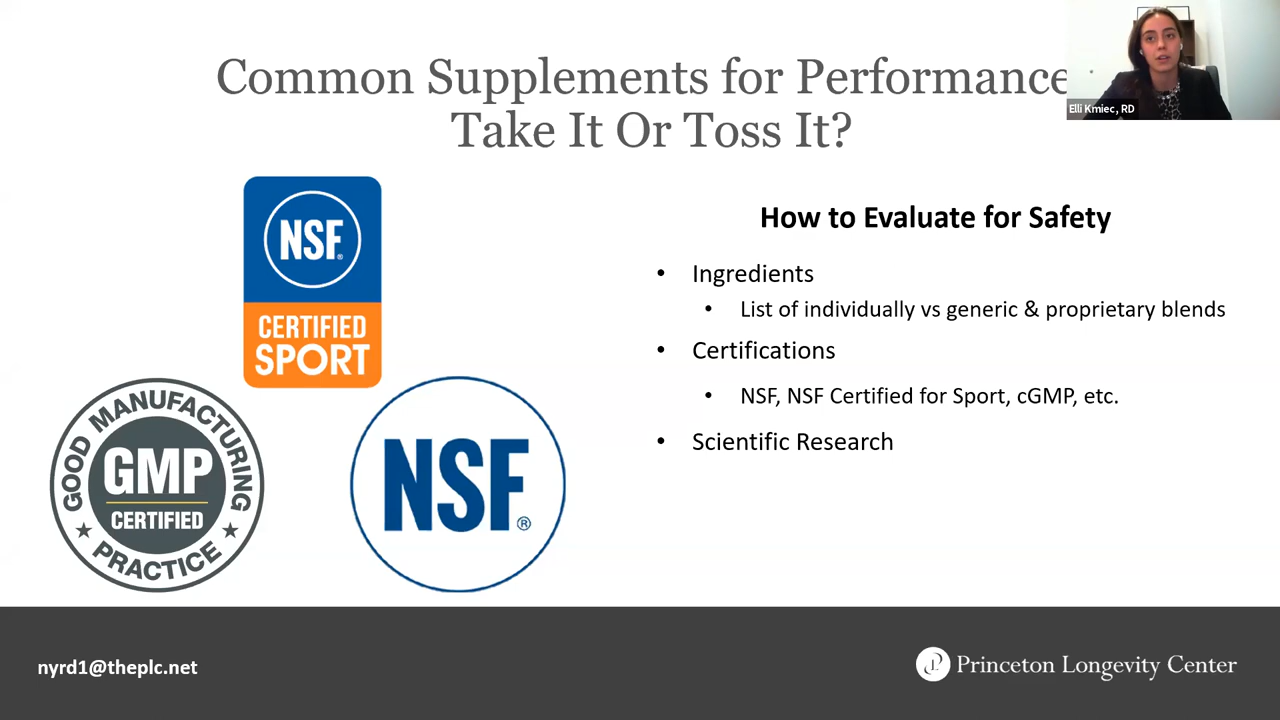 Common Supplements for Performance
Take It Or Toss It?
Elli Kmiec, RD
NSF®
CERTIFIED
SPORT
GOOD MANUFACTURING
GMP
CERTIFIED
★ PRACTICE ★
NSF®
How to Evaluate for Safety
• Ingredients
• List of individually vs generic & proprietary blends
• Certifications
• NSF, NSF Certified for Sport, cGMP, etc.
• Scientific Research
nyrd1@theplc.net
Princeton Longevity Center